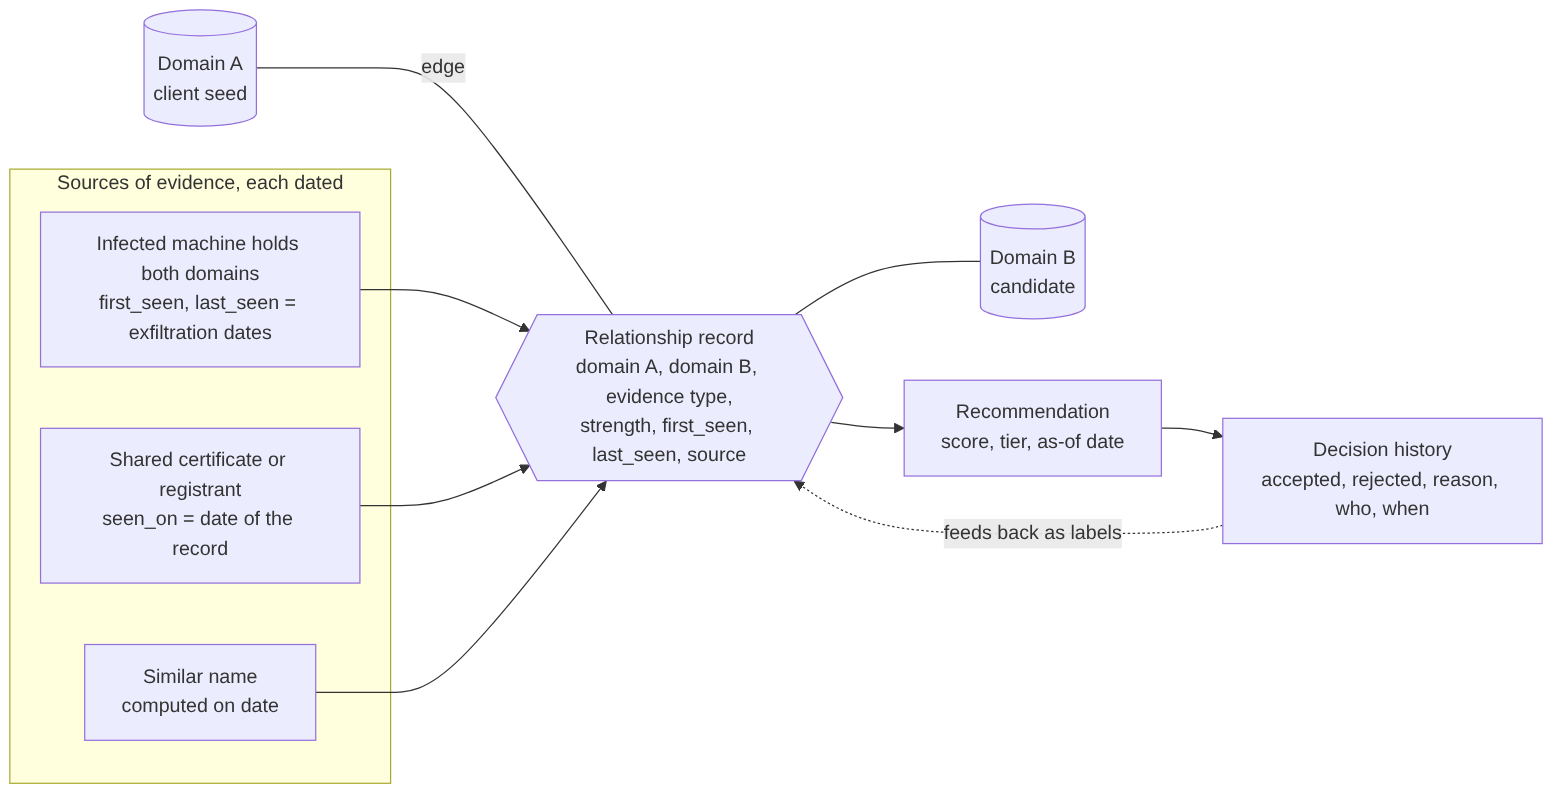 Domain A
client seed
edge
Sources of evidence, each dated
Infected machine holds
both domains
first_seen, last_seen =
exfiltration dates
Shared certificate or
registrant
seen_on = date of the
record
Similar name
computed on date
Relationship record
domain A, domain B,
evidence type,
strength, first_seen,
last_seen, source
Domain B
candidate
Recommendation
score, tier, as-of date
Decision history
accepted, rejected, reason,
who, when
feeds back as labels